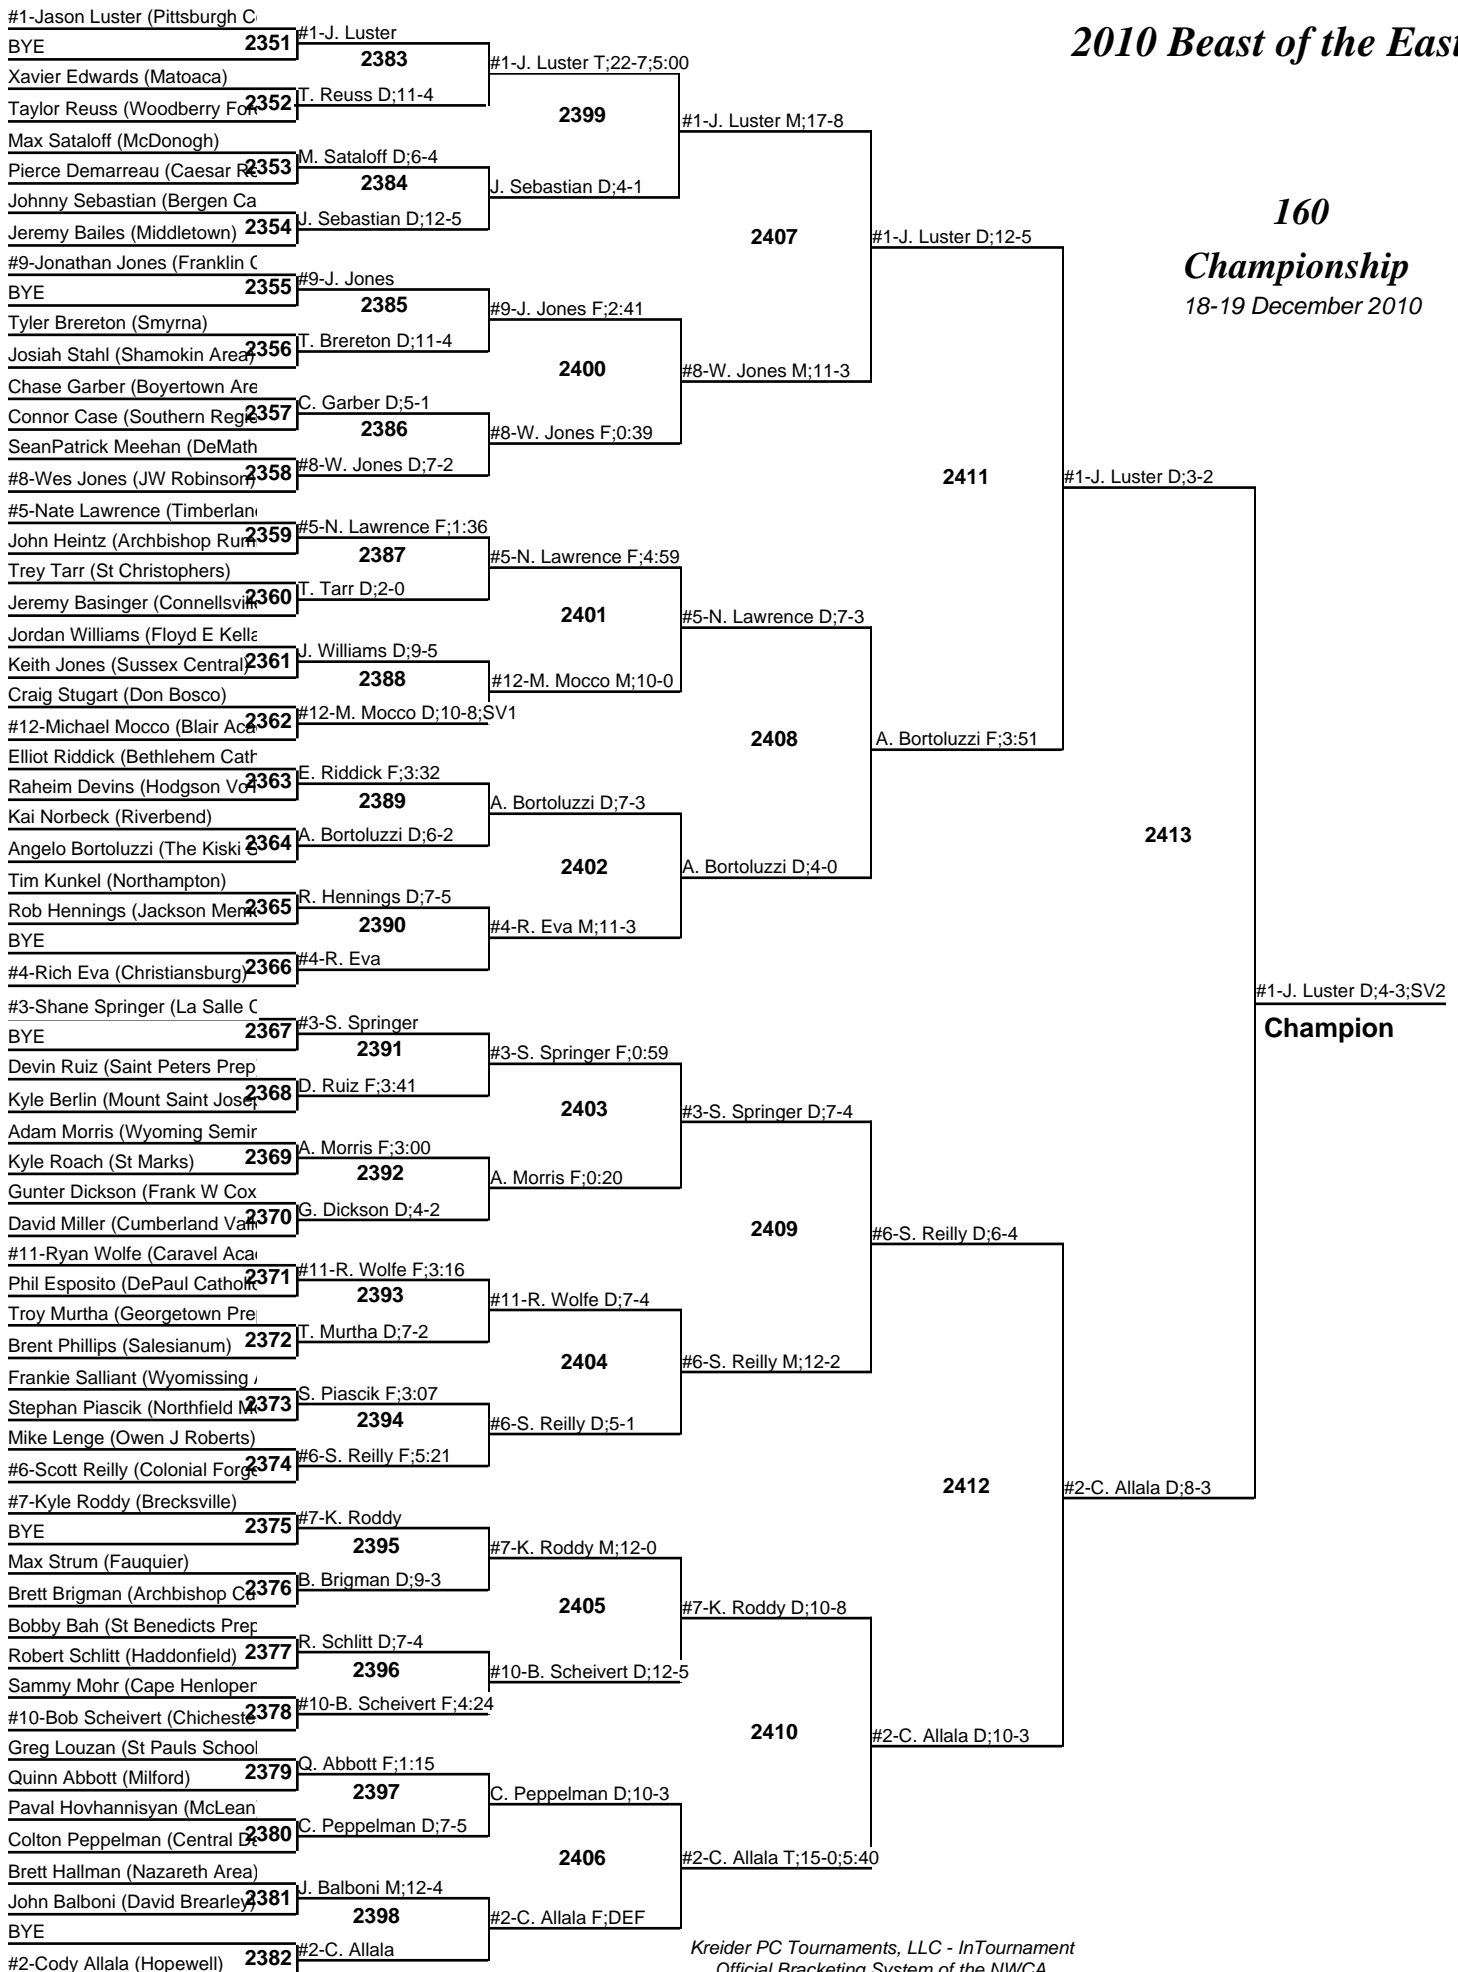 2010 Beast of the East
160
Championship
18-19 December 2010
#1-Jason Luster (Pittsburgh
BYE
2351
Xavier Edwards (Matoaca)
Taylor Reuss (Woodberry
2352
Max Sataloff (McDonogh)
Pierce Demarreau (Caesar
2353
Johnny Sebastian (Bergen
Jeremy Bailes (Middletown)
2354
#9-Jonathan Jones (Franklin
BYE
2355
Tyler Brereton (Smyrna)
Josiah Stahl (Shamokin Area)
2356
Chase Garber (Boyertown
Connor Case (Southern
2357
SeanPatrick Meehan
#8-Wes Jones (JW Robinson)
2358
#5-Nate Lawrence
John Heintz (Archbishop
2359
Trey Tarr (St Christophers)
Jeremy Basinger
2360
Jordan Williams (Floyd E
Keith Jones (Sussex Central)
2361
Craig Stugart (Don Bosco)
#12-Michael Mocco (Blair
2362
Elliot Riddick (Bethlehem
Raheim Devins (Hodgson
2363
Kai Norbeck (Riverbend)
Angelo Bortoluzzi (The Kiski
2364
Tim Kunkel (Northampton)
Rob Hennings (Jackson
2365
BYE
#4-Rich Eva (Christiansburg)
2366
#3-Shane Springer (La Salle
BYE
2367
Devin Ruiz (Saint Peters Prep
Kyle Berlin (Mount Saint
2368
Adam Morris (Wyoming
Kyle Roach (St Marks)
2369
Gunter Dickson (Frank W Cox
David Miller (Cumberland
2370
#11-Ryan Wolfe (Caravel
Phil Esposito (DePaul
2371
Troy Murtha (Georgetown
Brent Phillips (Salesianum)
2372
Frankie Salliant (Wyomissing
Stephan Piascik (Northfield
2373
Mike Lenge (Owen J Roberts)
#6-Scott Reilly (Colonial
2374
#7-Kyle Roddy (Brecksville)
BYE
2375
Max Strum (Fauquier)
Brett Brigman (Archbishop
2376
Bobby Bah (St Benedicts Prep
Robert Schlitt (Haddonfield)
2377
Sammy Mohr (Cape
#10-Bob Scheivert
2378
Greg Louzan (St Pauls School
Quinn Abbott (Milford)
2379
Paval Hovhannisyan (McLean
Colton Peppelman (Central
2380
Brett Hallman (Nazareth Area)
John Balboni (David Brearley)
2381
BYE
#2-Cody Allala (Hopewell)
2382
#1-J. Luster
2383
T. Reuss D;11-4
M. Sataloff D;6-4
2384
J. Sebastian D;12-5
#9-J. Jones
2385
T. Brereton D;11-4
C. Garber D;5-1
2386
#8-W. Jones D;7-2
#5-N. Lawrence F;1:36
2387
T. Tarr D;2-0
J. Williams D;9-5
2388
#12-M. Mocco D;10-8;SV1
E. Riddick F;3:32
2389
A. Bortoluzzi D;6-2
R. Hennings D;7-5
2390
#4-R. Eva
#3-S. Springer
2391
D. Ruiz F;3:41
A. Morris F;3:00
2392
G. Dickson D;4-2
#11-R. Wolfe F;3:16
2393
T. Murtha D;7-2
S. Piascik F;3:07
2394
#6-S. Reilly F;5:21
#7-K. Roddy
2395
B. Brigman D;9-3
R. Schlitt D;7-4
2396
#10-B. Scheivert F;4:24
Q. Abbott F;1:15
2397
C. Peppelman D;7-5
J. Balboni M;12-4
2398
#2-C. Allala
#1-J. Luster T;22-7;5:00
2399
J. Sebastian D;4-1
#9-J. Jones F;2:41
2400
#8-W. Jones F;0:39
#5-N. Lawrence F;4:59
2401
#12-M. Mocco M;10-0
A. Bortoluzzi D;7-3
2402
#4-R. Eva M;11-3
#3-S. Springer F;0:59
2403
A. Morris F;0:20
#11-R. Wolfe D;7-4
2404
#6-S. Reilly D;5-1
#7-K. Roddy M;12-0
2405
#10-B. Scheivert D;12-5
C. Peppelman D;10-3
2406
#2-C. Allala F;DEF
#1-J. Luster M;17-8
2407
#8-W. Jones M;11-3
#5-N. Lawrence D;7-3
2408
A. Bortoluzzi D;4-0
#3-S. Springer D;7-4
2409
#6-S. Reilly M;12-2
#7-K. Roddy D;10-8
2410
#2-C. Allala T;15-0;5:40
#1-J. Luster D;12-5
2411
A. Bortoluzzi F;3:51
#6-S. Reilly D;6-4
2412
#2-C. Allala D;10-3
#1-J. Luster D;3-2
2413
#2-C. Allala D;8-3
#1-J. Luster D;4-3;SV2
Champion
Kreider PC Tournaments, LLC - InTournament
Official Bracketing System of the NWCA